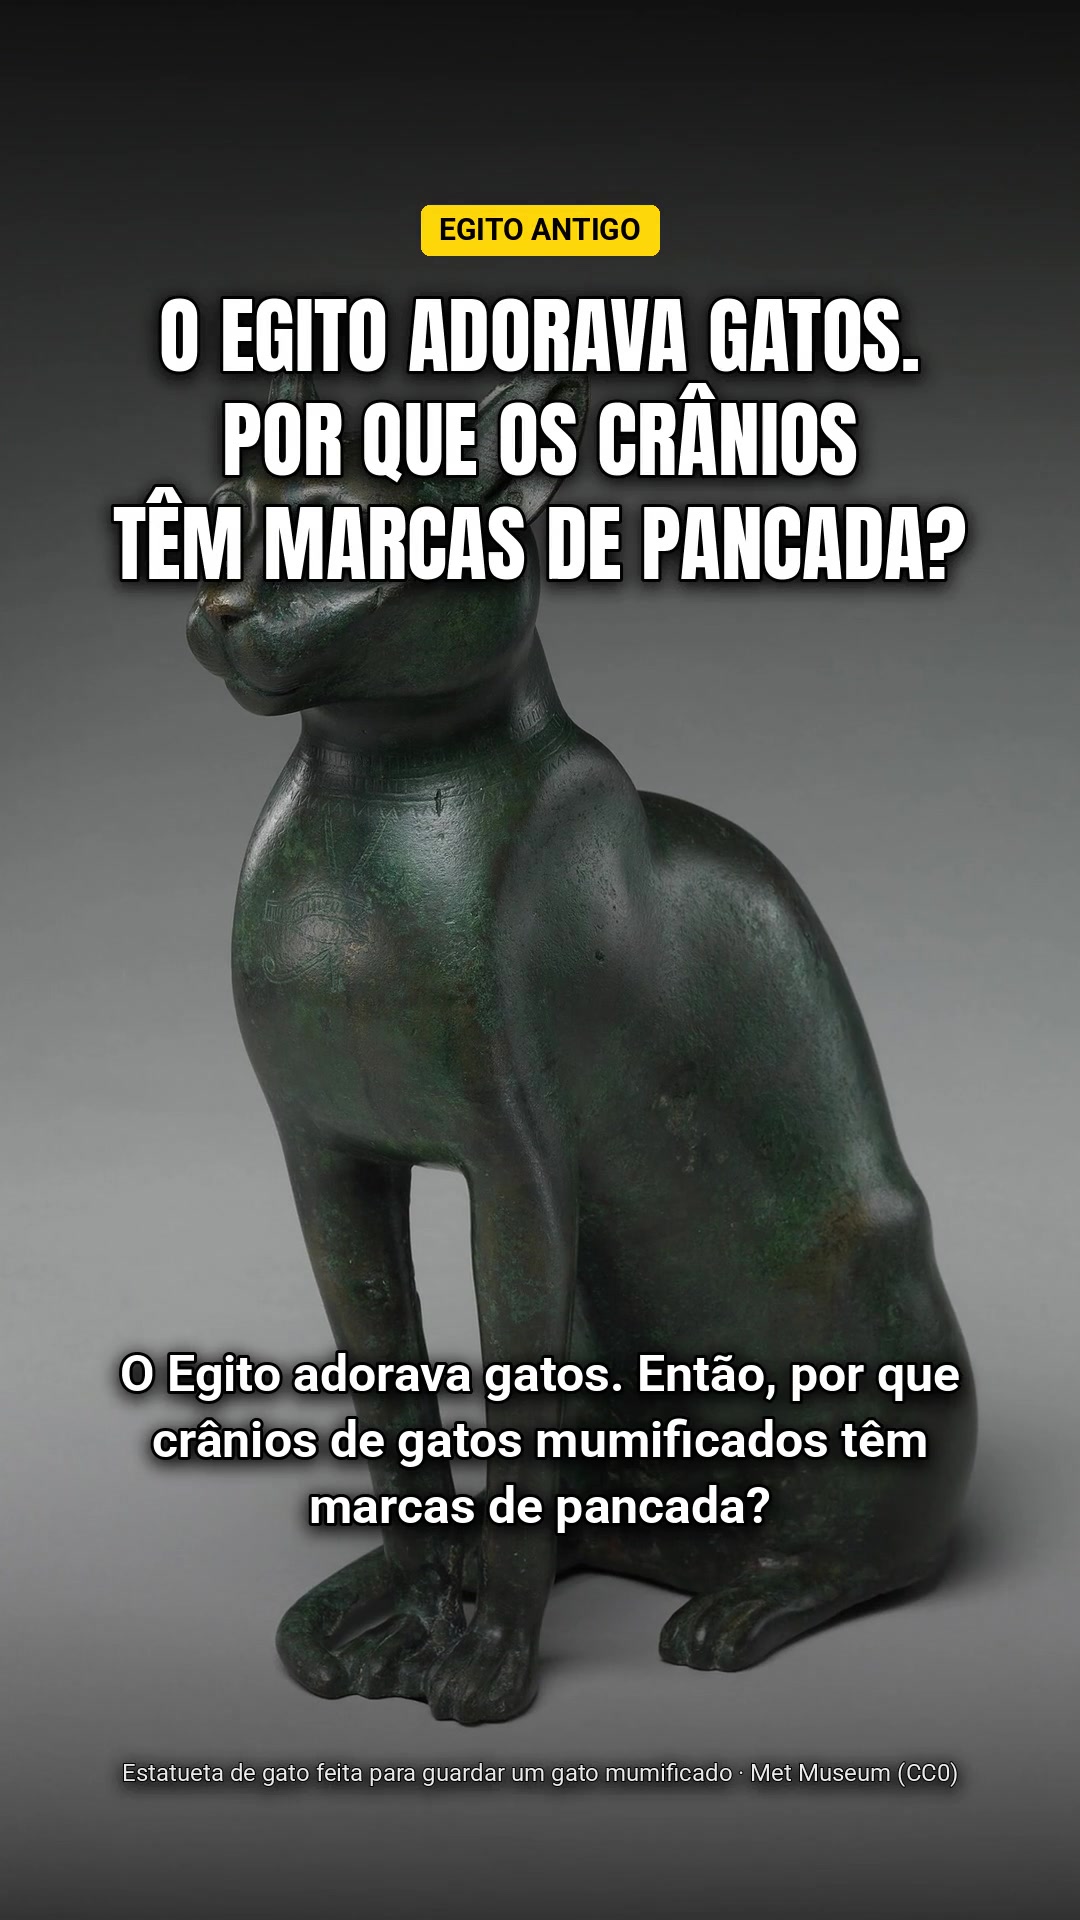 EGITO ANTIGO
O EGITO ADORAVA GATOS.
POR QUE OS CRÂNIOS
TÊM MARCAS DE PANCADA?
O Egito adorava gatos. Então, por que
crânios de gatos mumificados têm
marcas de pancada?
Estatueta de gato feita para guardar um gato mumificado · Met Museum (CC0)